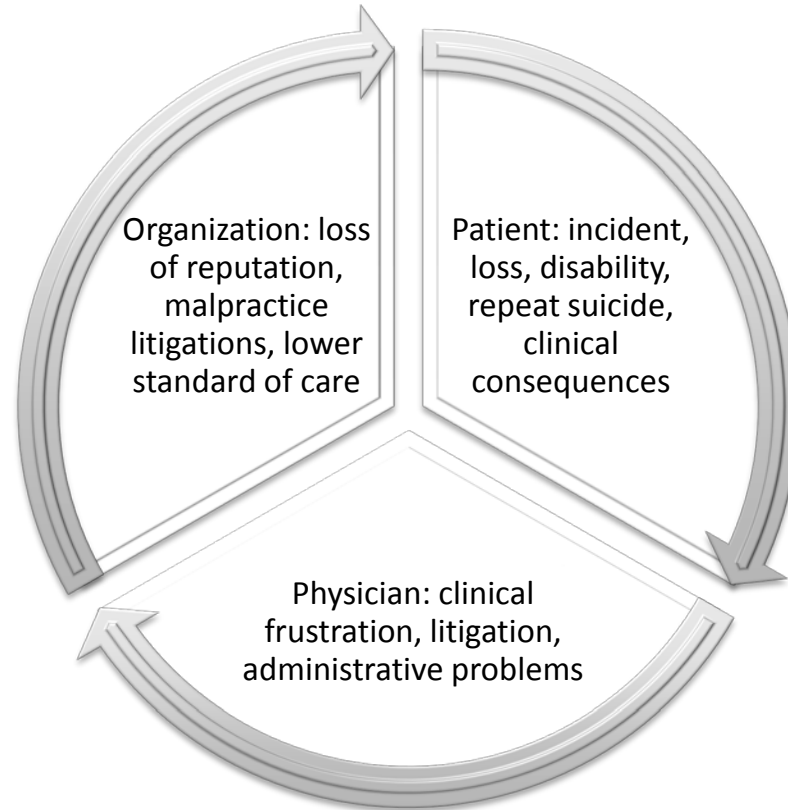 Organization: loss
of reputation,
malpractice
litigations, lower
standard of care
Patient: incident,
loss, disability,
repeat suicide,
clinical
consequences
Physician: clinical
frustration, litigation,
administrative problems